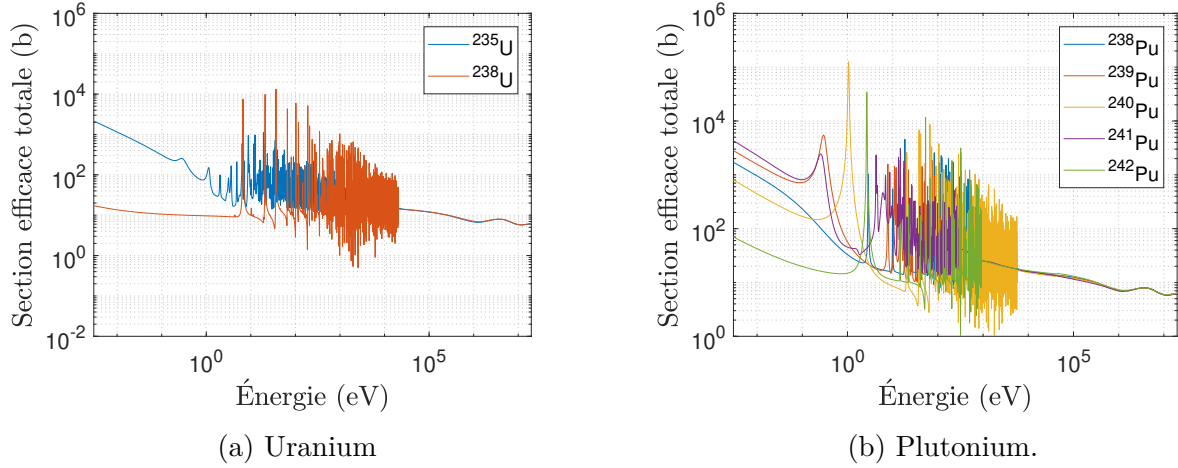 Section efficace totale (b)
10^6
10^4
10^2
10^0
10^-2
10^0
10^5
Énergie (eV)
^235U
^238U
(a) Uranium
Section efficace totale (b)
10^6
10^4
10^2
10^0
10^0
10^5
Énergie (eV)
^238Pu
^239Pu
^240Pu
^241Pu
^242Pu
(b) Plutonium.